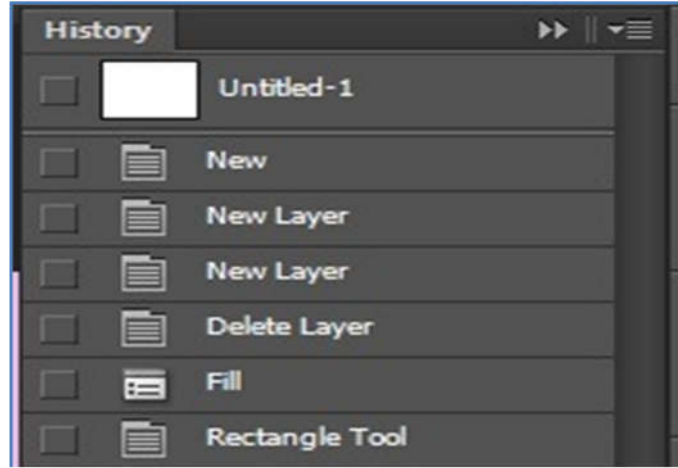 History
Untitled-1
New
New Layer
New Layer
Delete Layer
Fill
Rectangle Tool